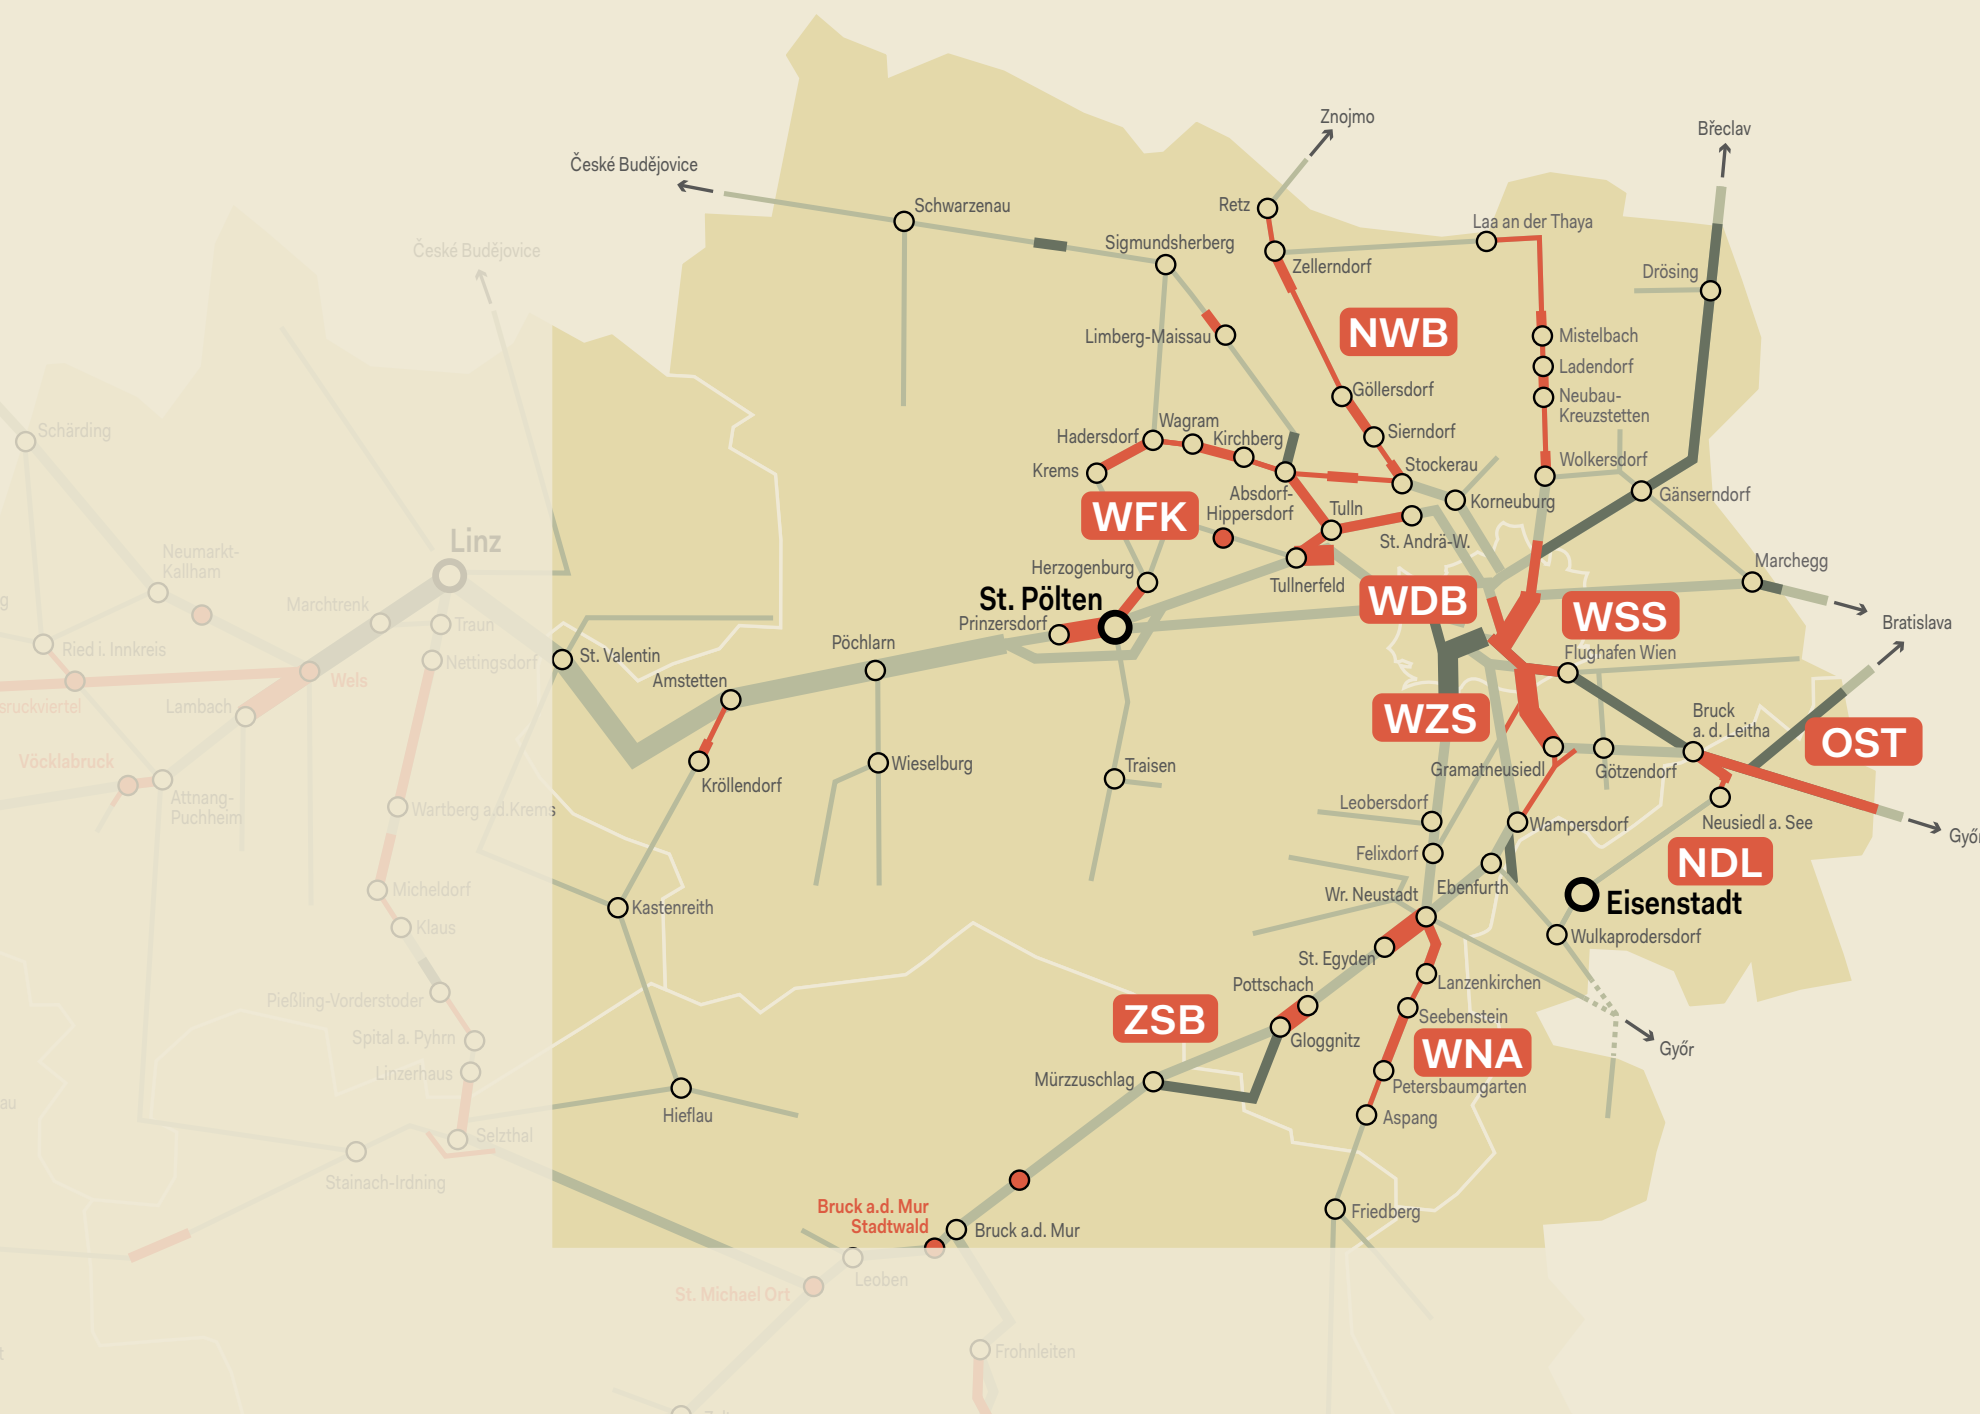 Znojmo
Břeclav
České Budějovice
Schwarzenau
Retz
Laa an der Thaya
Sigmundsherberg
České Budějovice
Zellerndorf
Drösing
NWB
Limberg-Maissau
Mistelbach
Ladendorf
Göllersdorf
Neubau-
Kreuzstetten
Wagram
Schärding
Hadersdorf
Kirchberg
Sierndorf
Wolkersdorf
Krems
Stockerau
Absdorf-
Hippersdorf
Korneuburg
Gänserndorf
WFK
Tulln
St. Andrä-W.
Linz
Neumarkt-
Kallham
Marchegg
Herzogenburg
Tullnerfeld
St. Pölten
WDB
WSS
Marchtrenk
Traun
Prinzersdorf
Bratislava
g
Ried i. Innkreis
Nettingsdorf
St. Valentin
Pöchlarn
Flughafen Wien
Wels
Amstetten
sruckviertel
Lambach
WZS
Bruck
a. d. Leitha
OST
Vöcklabruck
Wieselburg
Traisen
Gramatneusiedl
Götzendorf
Kröllendorf
Attnang-
Puchheim
Wartberg a.d.Krems
Leobersdorf
Wampersdorf
Neusiedl a. See
Győr
Felixdorf
NDL
Micheldorf
Ebenfurth
Wr. Neustadt
Eisenstadt
Kastenreith
Klaus
Wulkaprodersdorf
St. Egyden
Pottschach
Lanzenkirchen
Pießling-Vorderstoder
ZSB
Seebenstein
Spital a. Pyhrn
Gloggnitz
WNA
Győr
Linzerhaus
Mürzzuschlag
Petersbaumgarten
au
Hieflau
Aspang
Selzthal
Stainach-Irdning
Bruck a.d. Mur
Stadtwald
Bruck a.d. Mur
Friedberg
Leoben
St. Michael Ort
Frohnleiten